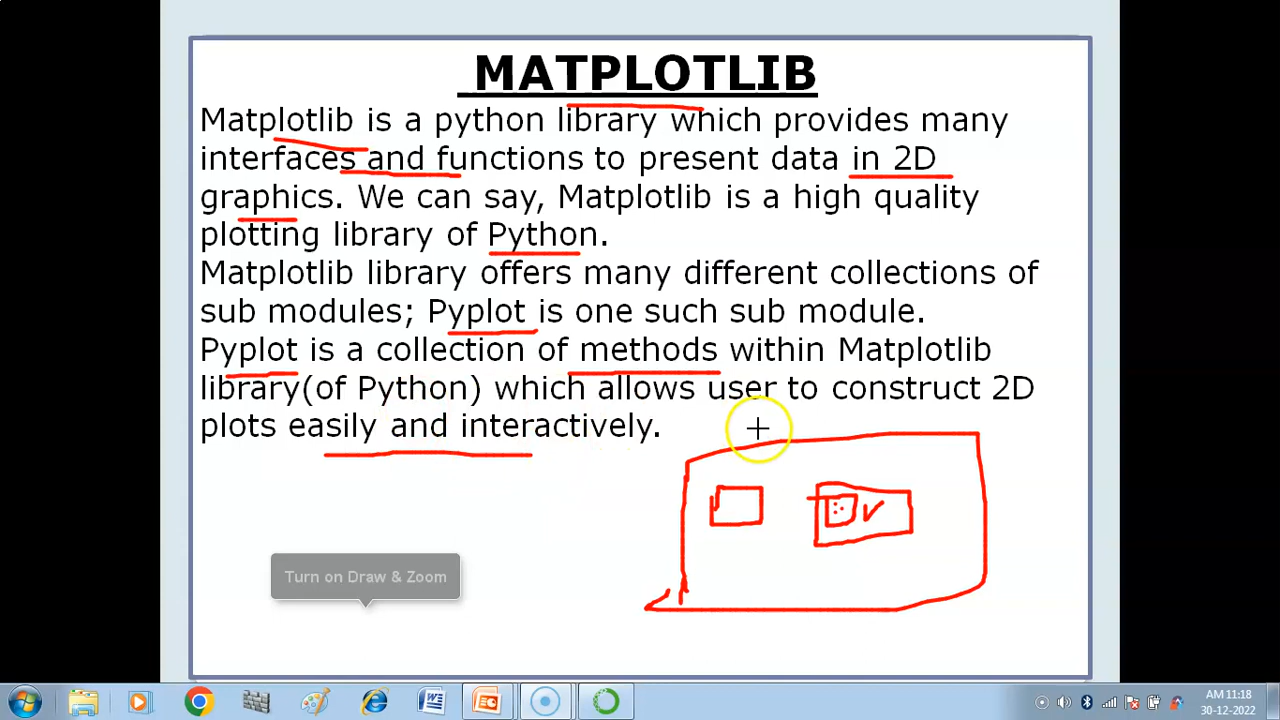 MATPLOTLIB
Matplotlib is a python library which provides many
interfaces and functions to present data in 2D
graphics. We can say, Matplotlib is a high quality
plotting library of Python.
Matplotlib library offers many different collections of
sub modules; Pyplot is one such sub module.
Pyplot is a collection of methods within Matplotlib
library(of Python) which allows user to construct 2D
plots easily and interactively.
Turn on Draw & Zoom
AM 11:18
30-12-2022